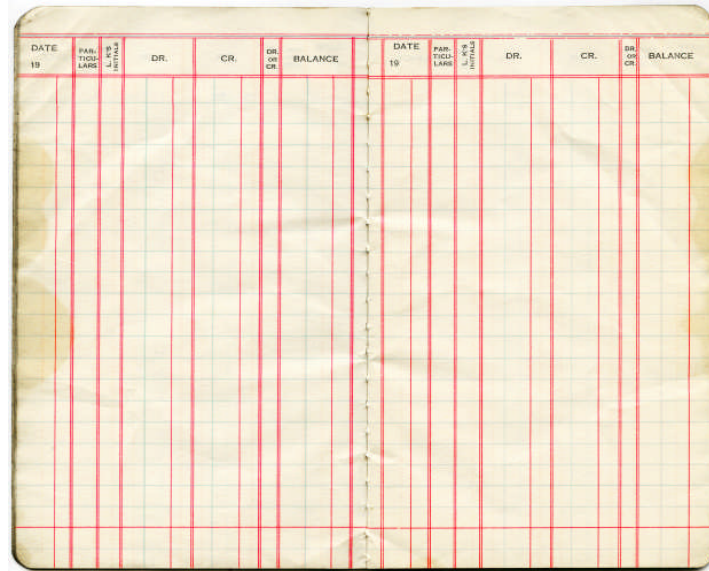 DATE 19 PAR-TICU-LARS L. K'S INITIALS DR. CR. DR. OR CR. BALANCE
DATE 19 PAR-TICU-LARS L. K'S INITIALS DR. CR. DR. OR CR. BALANCE